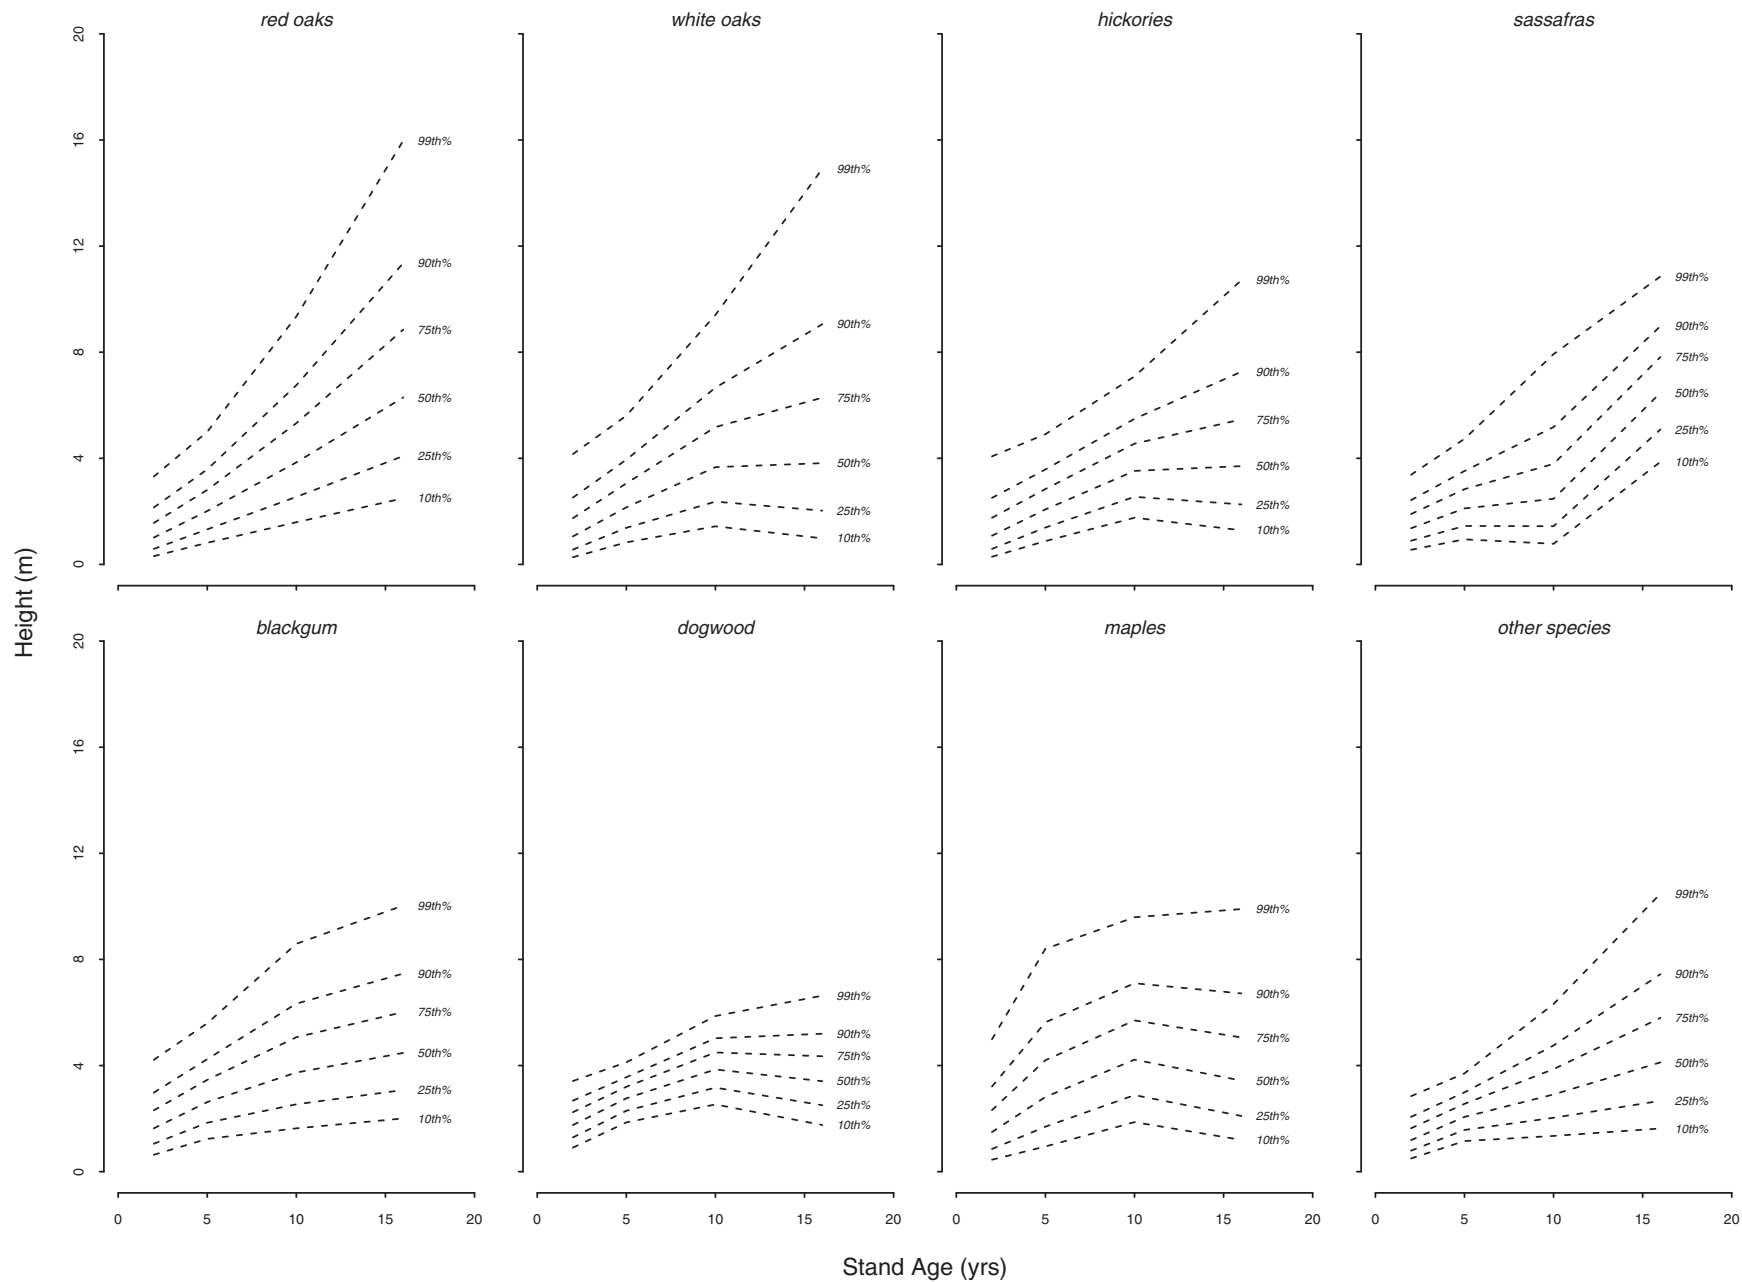 red oaks
white oaks
hickories
sassafras
20
16
12
8
4
0
99th%
90th%
75th%
50th%
25th%
10th%
99th%
90th%
75th%
50th%
25th%
10th%
99th%
90th%
75th%
50th%
25th%
10th%
99th%
90th%
75th%
50th%
25th%
10th%
Height (m)
blackgum
dogwood
maples
other species
20
16
12
8
4
0
99th%
90th%
75th%
50th%
25th%
10th%
99th%
90th%
75th%
50th%
25th%
10th%
99th%
90th%
75th%
50th%
25th%
10th%
99th%
90th%
75th%
50th%
25th%
10th%
0 5 10 15 20
0 5 10 15 20
0 5 10 15 20
0 5 10 15 20
Stand Age (yrs)